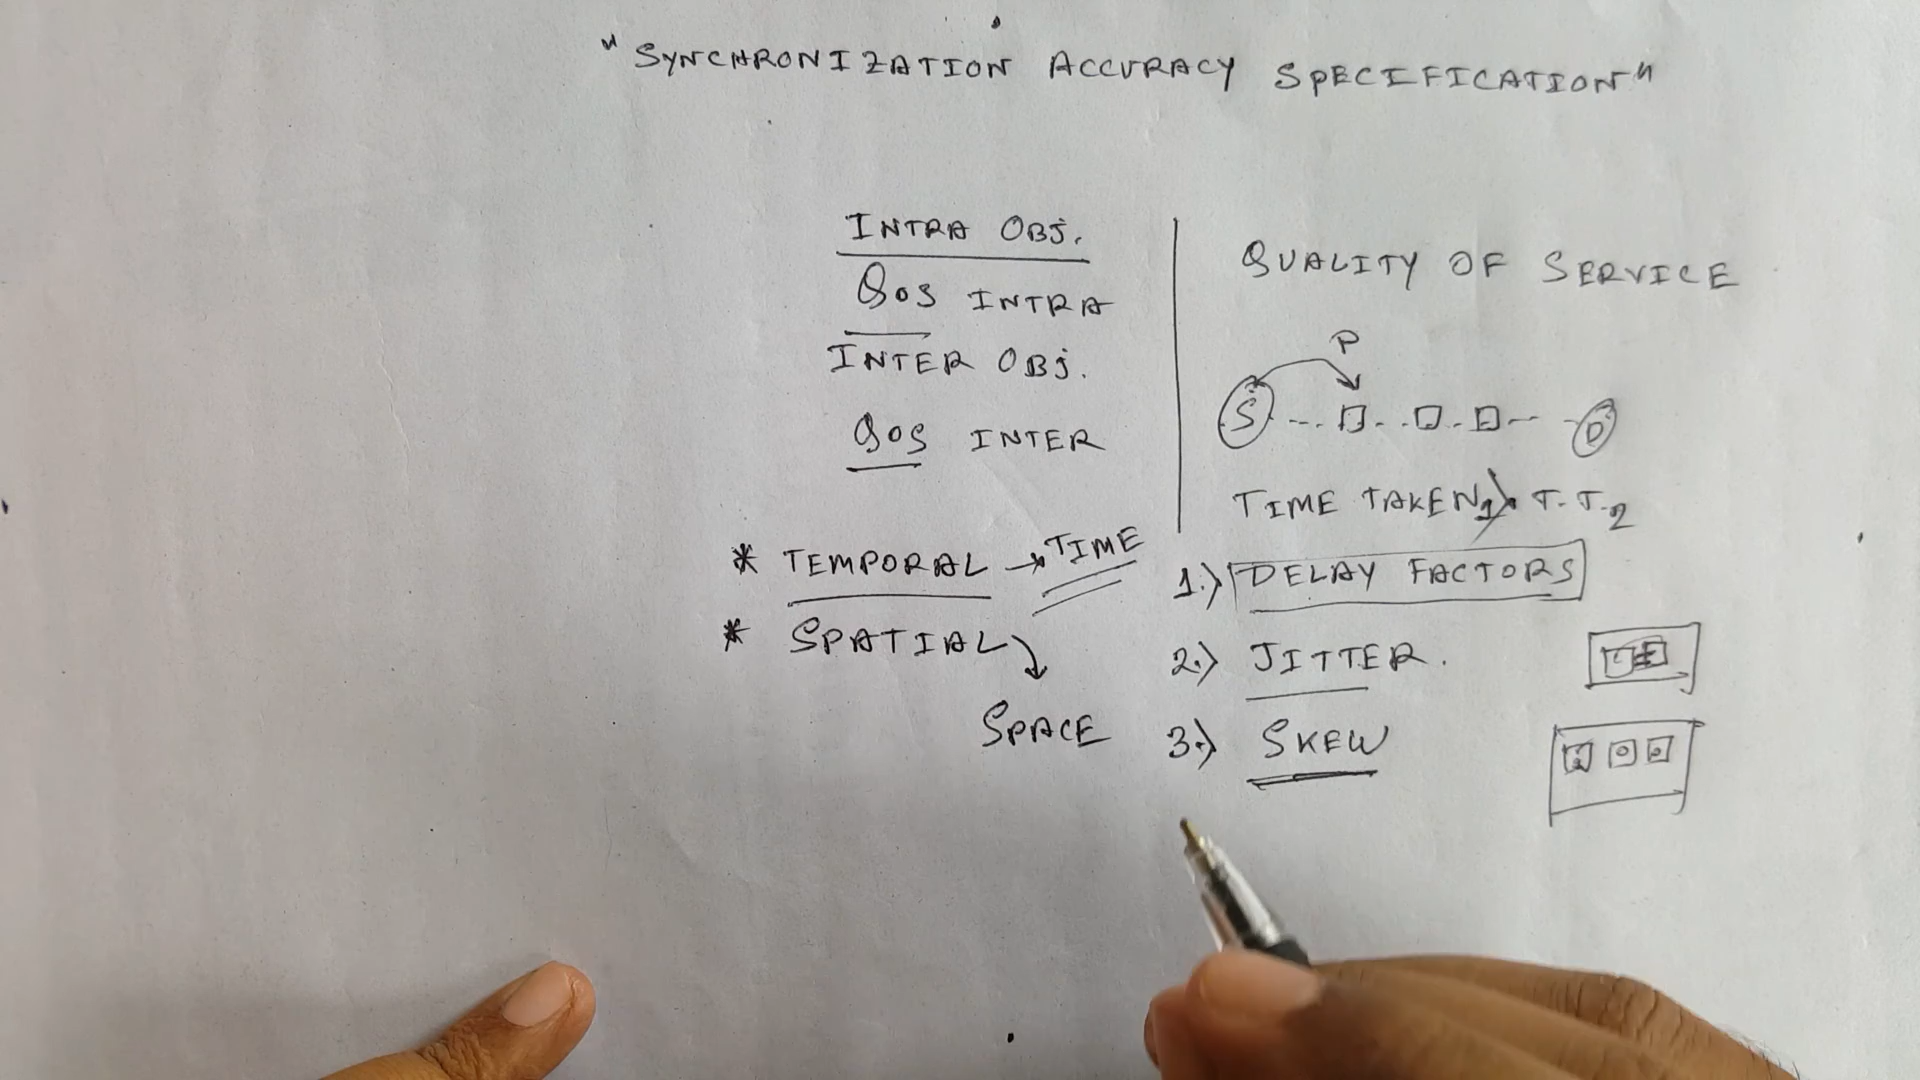 "SYNCHRONIZATION ACCURACY SPECIFICATION"
INTRA OBJ.
QOS INTRA
INTER OBJ.
QOS INTER
* TEMPORAL → TIME
* SPATIAL
SPACE
QUALITY OF SERVICE
P
S D
TIME TAKEN1 T.T.2
1.) DELAY FACTORS
2.) JITTER.
3.) SKEW